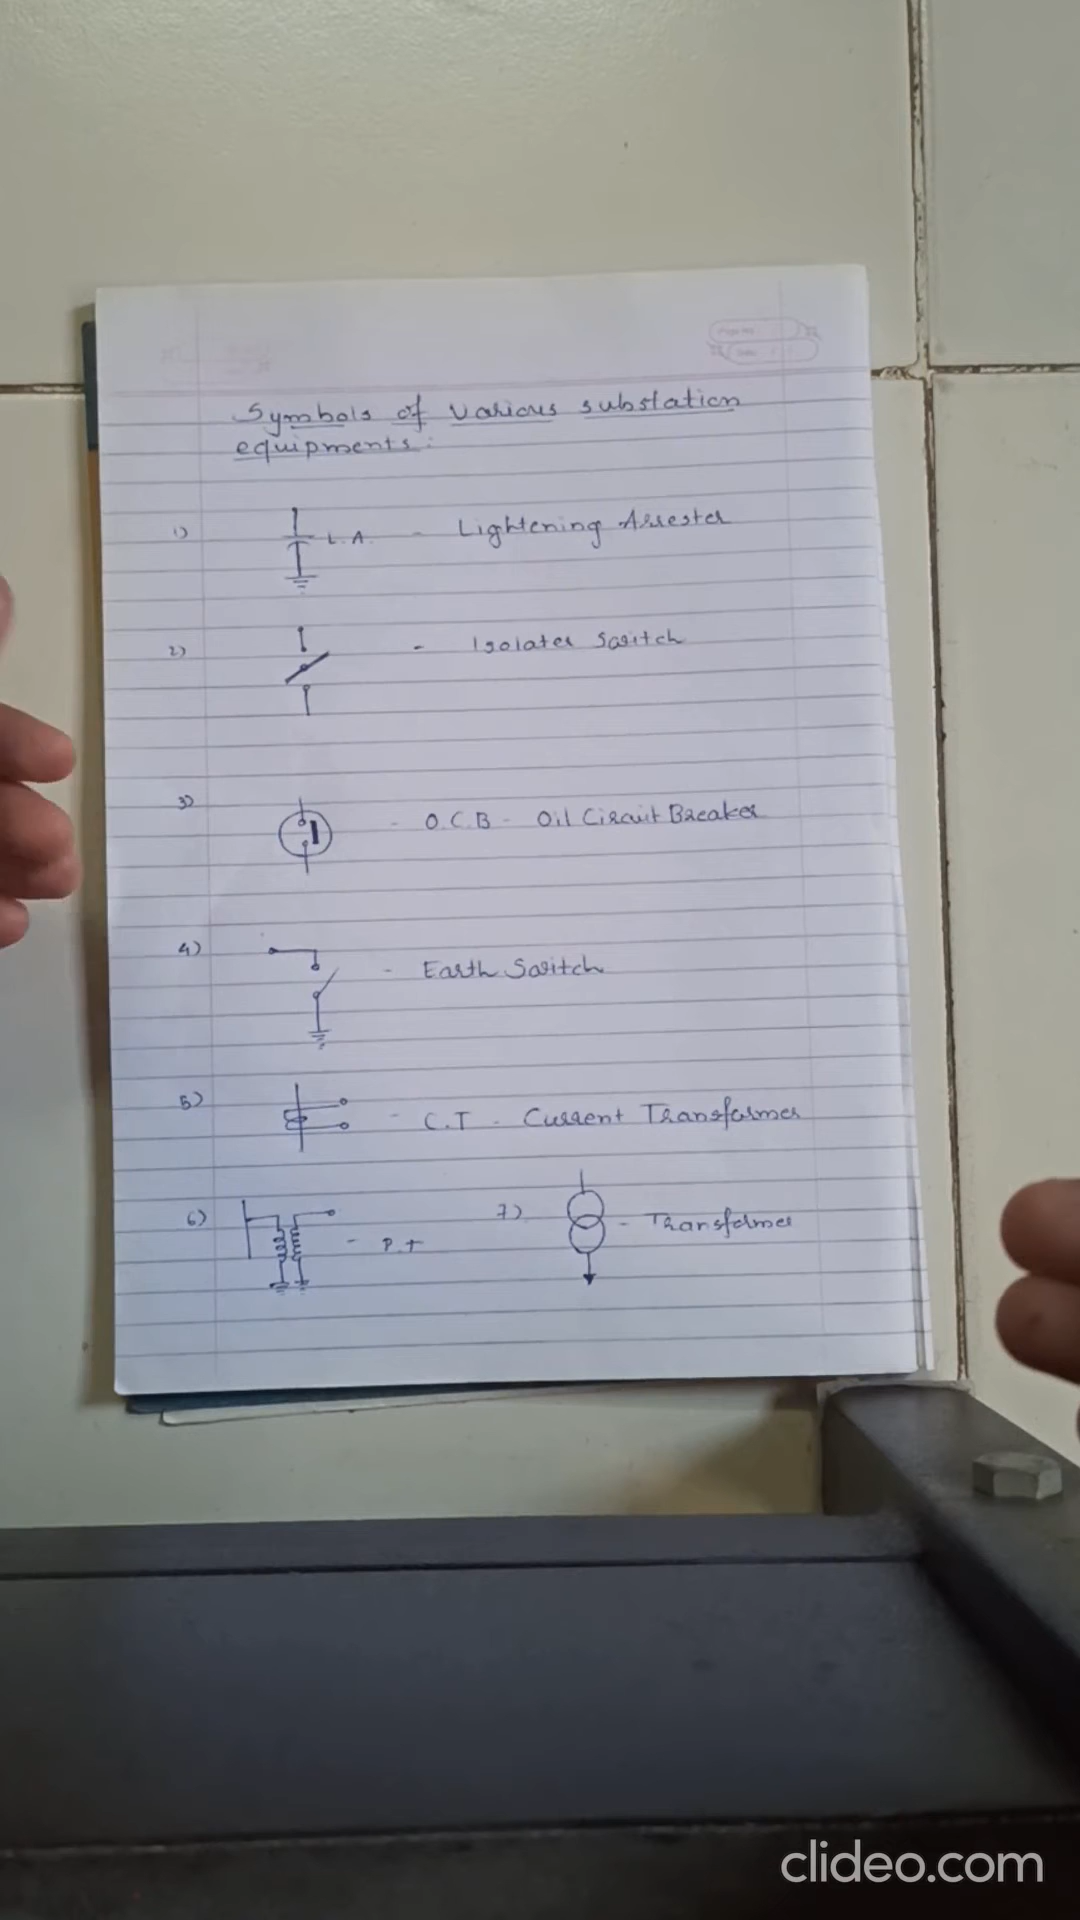 Symbols of various substation
equipments:
1) L.A. - Lightening Arrester
2) - Isolater Switch
3) - O.C.B - Oil Circuit Breaker
4) - Earth Switch
5) - C.T - Current Transformer
6) - P.T 7) - Transformer
clideo.com